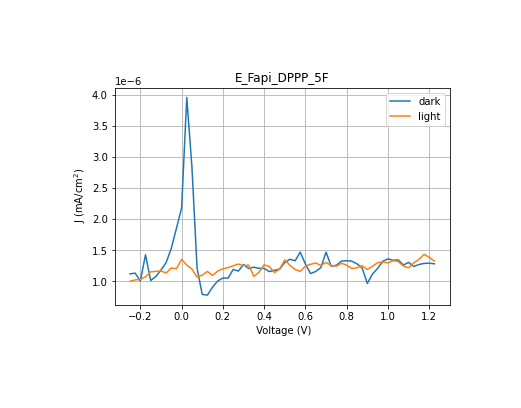 E_Fapi_DPPP_5F
1e−6
4.0
3.5
3.0
2.5
2.0
1.5
1.0
J (mA/cm²)
dark
light
−0.2 0.0 0.2 0.4 0.6 0.8 1.0 1.2
Voltage (V)